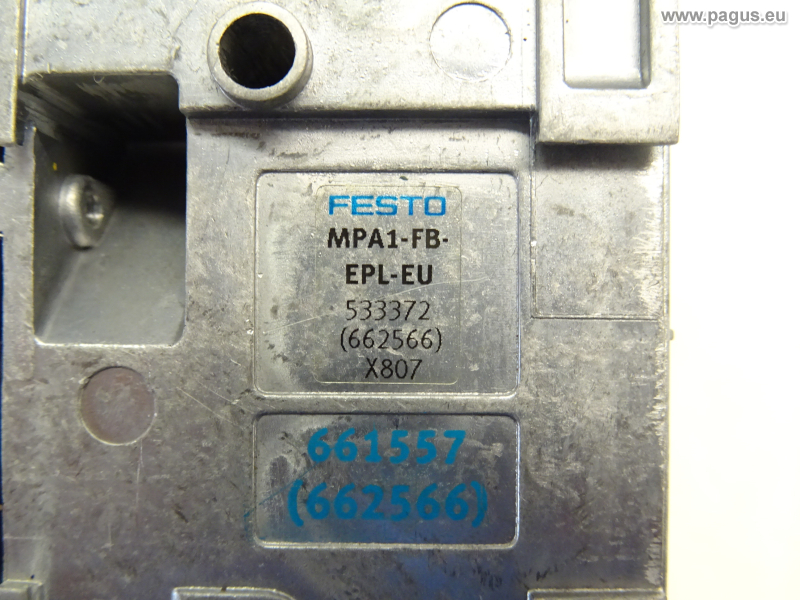 www.pagus.eu
FESTO
MPA1-FB-
EPL-EU
533372
(662566)
X807
661557
(662566)